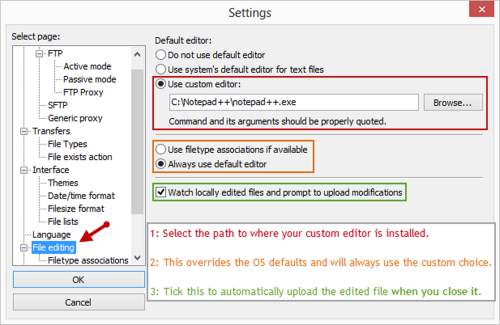 Settings
Select page:
FTP
Active mode
Passive mode
FTP Proxy
SFTP
Generic proxy
Transfers
File Types
File exists action
Interface
Themes
Date/time format
Filesize format
File lists
Language
File editing
Filetype associations
OK
Cancel
Default editor:
Do not use default editor
Use system's default editor for text files
Use custom editor:
C:\Notepad++\notepad++.exe
Browse...
Command and its arguments should be properly quoted.
Use filetype associations if available
Always use default editor
Watch locally edited files and prompt to upload modifications
1: Select the path to where your custom editor is installed.
2: This overrides the OS defaults and will always use the custom choice.
3: Tick this to automatically upload the edited file when you close it.